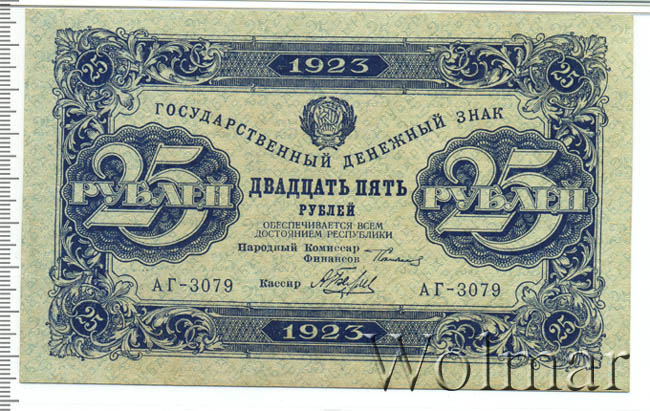 25 1923 25
ГОСУДАРСТВЕННЫЙ ДЕНЕЖНЫЙ ЗНАК
25 РУБЛЕЙ
ДВАДЦАТЬ ПЯТЬ
РУБЛЕЙ
25 РУБЛЕЙ
ОБЕСПЕЧИВАЕТСЯ ВСЕМ
ДОСТОЯНИЕМ РЕСПУБЛИКИ
Народный Комиссар
Финансов
АГ-3079 Кассир АГ-3079
25 1923 25
Wolmar